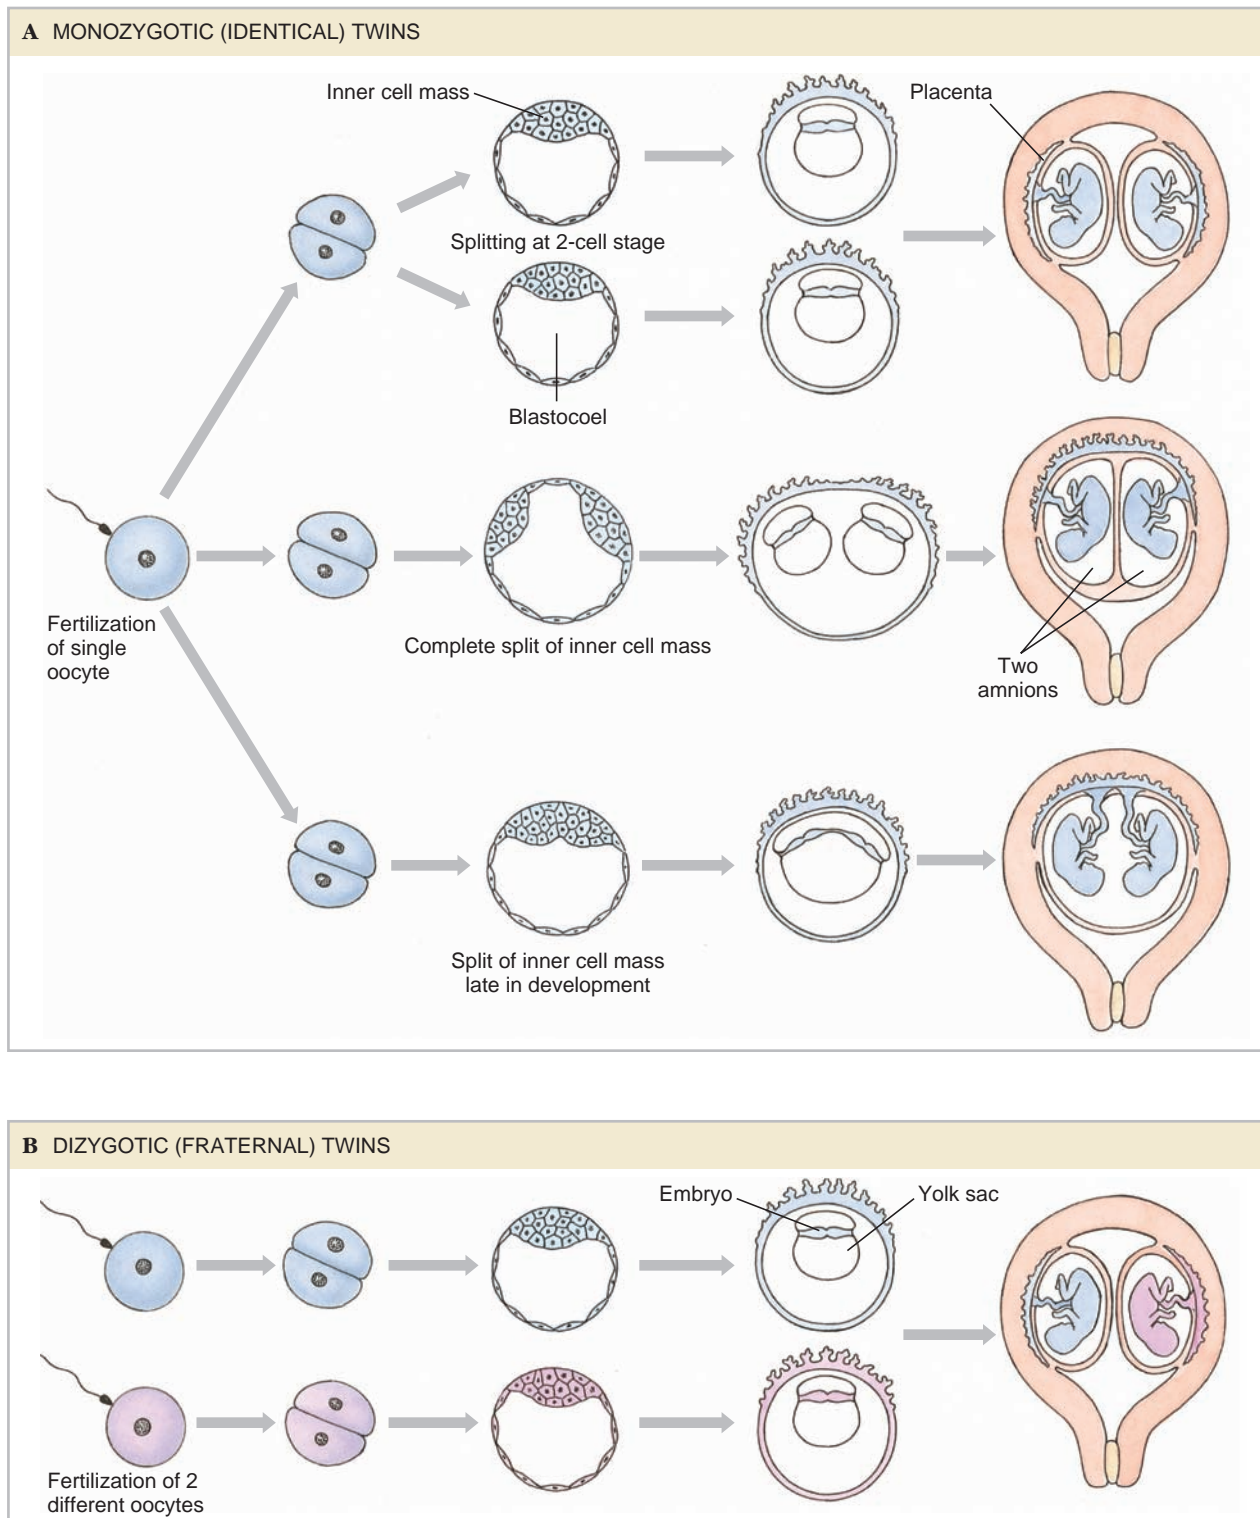 A MONOZYGOTIC (IDENTICAL) TWINS
Inner cell mass
Placenta
Splitting at 2-cell stage
Blastocoel
Fertilization
of single
oocyte
Complete split of inner cell mass
Two
amnions
Split of inner cell mass
late in development
B DIZYGOTIC (FRATERNAL) TWINS
Embryo
Yolk sac
Fertilization of 2
different oocytes